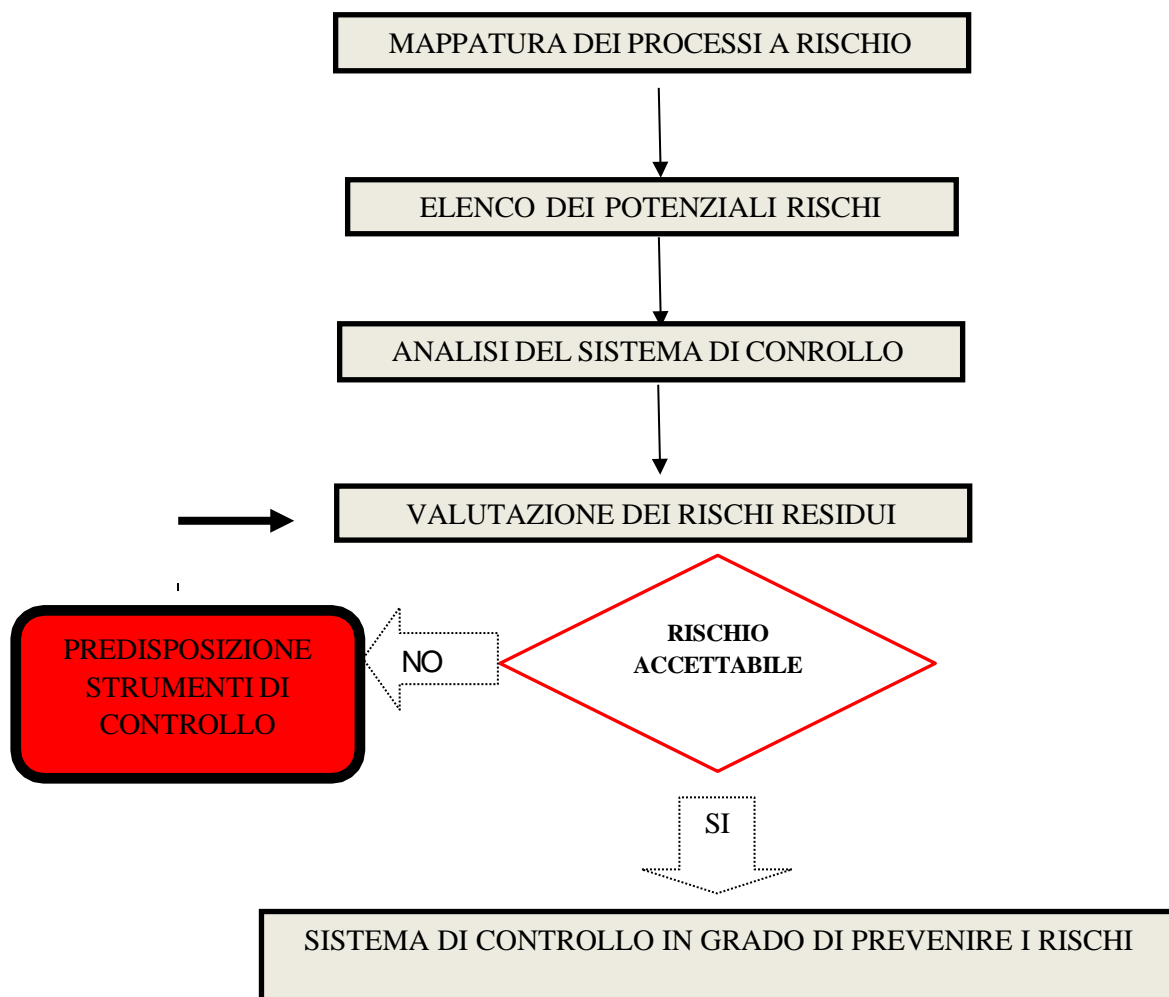 MAPPATURA DEI PROCESSI A RISCHIO
ELENCO DEI POTENZIALI RISCHI
ANALISI DEL SISTEMA DI CONROLLO
VALUTAZIONE DEI RISCHI RESIDUI
RISCHIO
ACCETTABILE
NO
PREDISPOSIZIONE
STRUMENTI DI
CONTROLLO
SI
SISTEMA DI CONTROLLO IN GRADO DI PREVENIRE I RISCHI